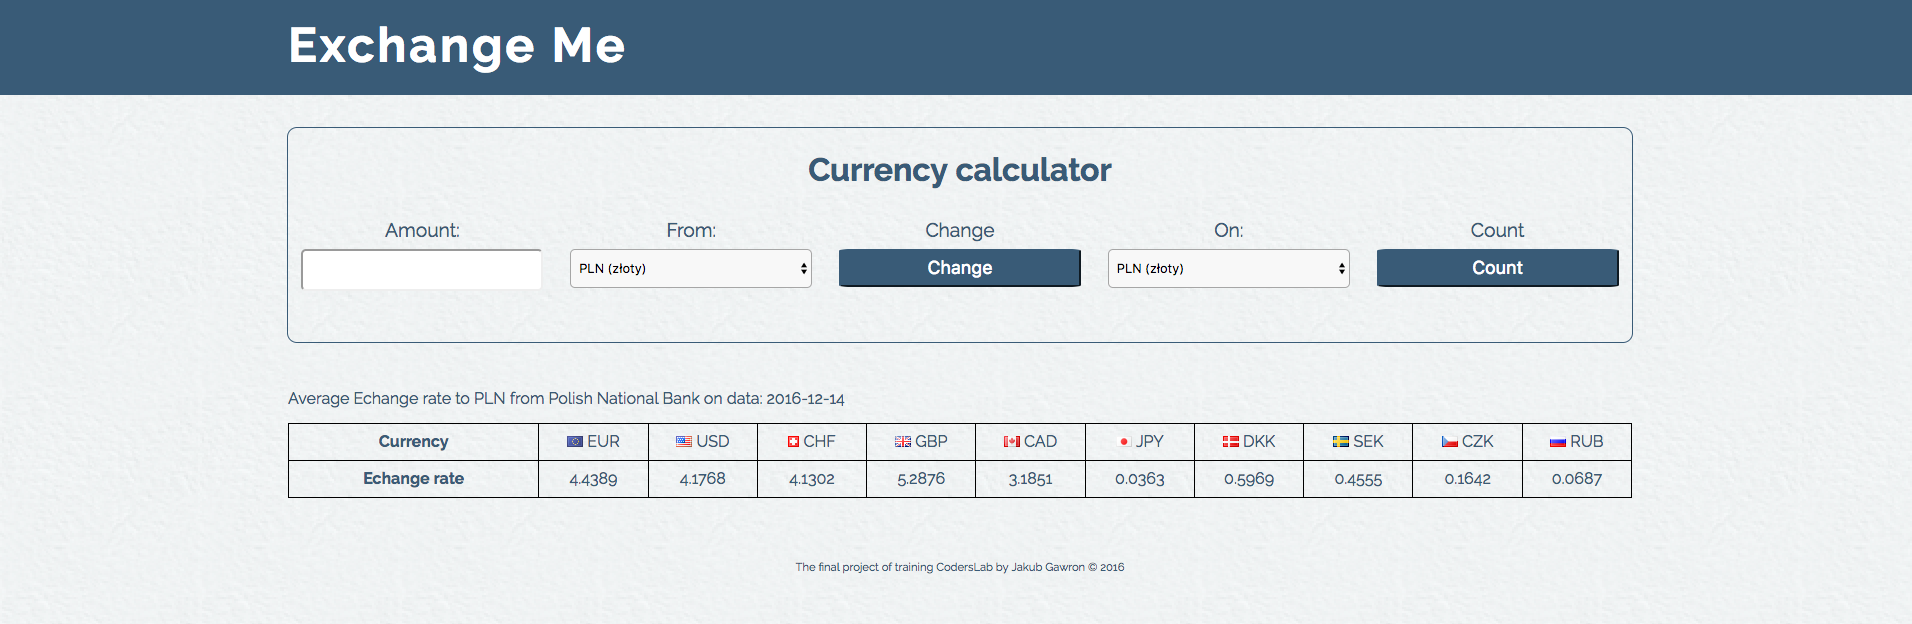 Exchange Me
Currency calculator
Amount: From: Change On: Count
PLN (złoty) Change PLN (złoty) Count
Average Echange rate to PLN from Polish National Bank on data: 2016-12-14
Currency EUR USD CHF GBP CAD JPY DKK SEK CZK RUB
Echange rate 4.4389 4.1768 4.1302 5.2876 3.1851 0.0363 0.5969 0.4555 0.1642 0.0687
The final project of training CodersLab by Jakub Gawron © 2016